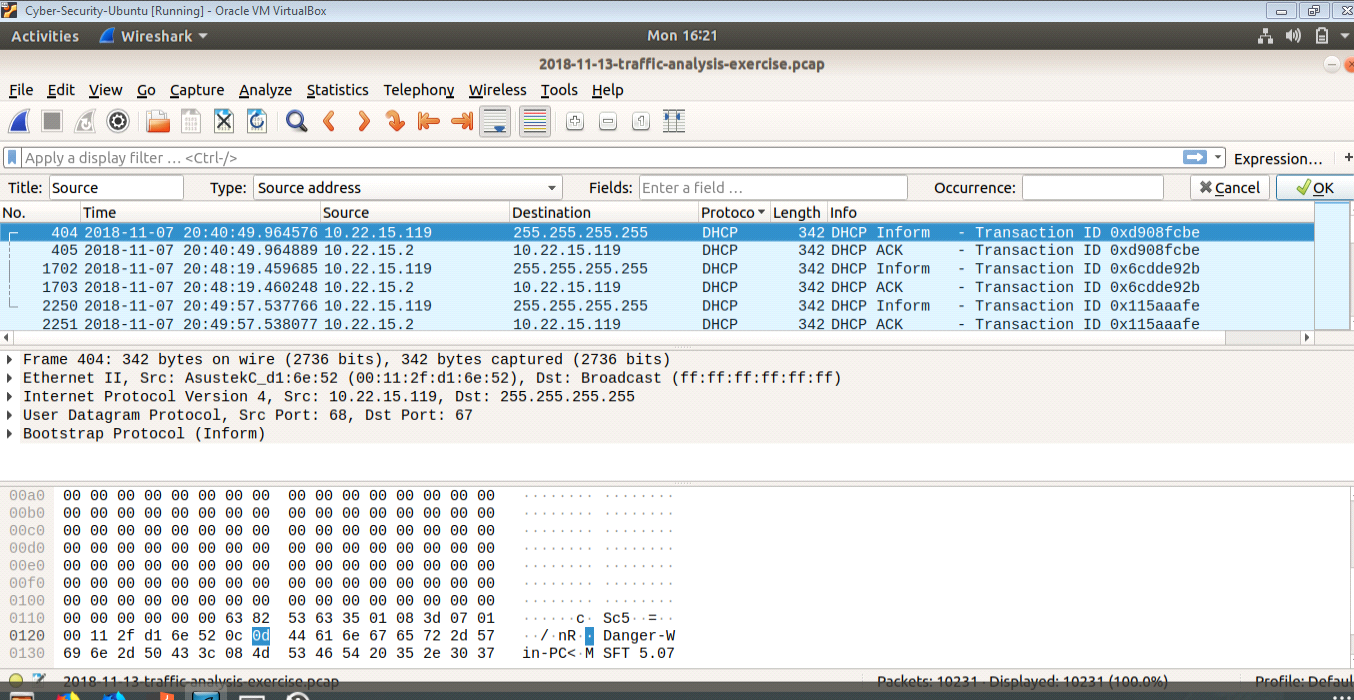 Cyber-Security-Ubuntu [Running] - Oracle VM VirtualBox
Activities Wireshark Mon 16:21
2018-11-13-traffic-analysis-exercise.pcap
File Edit View Go Capture Analyze Statistics Telephony Wireless Tools Help
Apply a display filter … <Ctrl-/> Expression… +
Title: Source Type: Source address Fields: Enter a field … Occurrence: Cancel OK
No. Time Source Destination Protoco Length Info
404 2018-11-07 20:40:49.964576 10.22.15.119 255.255.255.255 DHCP 342 DHCP Inform - Transaction ID 0xd908fcbe
405 2018-11-07 20:40:49.964889 10.22.15.2 10.22.15.119 DHCP 342 DHCP ACK - Transaction ID 0xd908fcbe
1702 2018-11-07 20:48:19.459685 10.22.15.119 255.255.255.255 DHCP 342 DHCP Inform - Transaction ID 0x6cdde92b
1703 2018-11-07 20:48:19.460248 10.22.15.2 10.22.15.119 DHCP 342 DHCP ACK - Transaction ID 0x6cdde92b
2250 2018-11-07 20:49:57.537766 10.22.15.119 255.255.255.255 DHCP 342 DHCP Inform - Transaction ID 0x115aaafe
2251 2018-11-07 20:49:57.538077 10.22.15.2 10.22.15.119 DHCP 342 DHCP ACK - Transaction ID 0x115aaafe
Frame 404: 342 bytes on wire (2736 bits), 342 bytes captured (2736 bits)
Ethernet II, Src: AsustekC_d1:6e:52 (00:11:2f:d1:6e:52), Dst: Broadcast (ff:ff:ff:ff:ff:ff)
Internet Protocol Version 4, Src: 10.22.15.119, Dst: 255.255.255.255
User Datagram Protocol, Src Port: 68, Dst Port: 67
Bootstrap Protocol (Inform)
00a0 00 00 00 00 00 00 00 00 00 00 00 00 00 00 00 00 ········ ········
00b0 00 00 00 00 00 00 00 00 00 00 00 00 00 00 00 00 ········ ········
00c0 00 00 00 00 00 00 00 00 00 00 00 00 00 00 00 00 ········ ········
00d0 00 00 00 00 00 00 00 00 00 00 00 00 00 00 00 00 ········ ········
00e0 00 00 00 00 00 00 00 00 00 00 00 00 00 00 00 00 ········ ········
00f0 00 00 00 00 00 00 00 00 00 00 00 00 00 00 00 00 ········ ········
0100 00 00 00 00 00 00 00 00 00 00 00 00 00 00 00 00 ········ ········
0110 00 00 00 00 00 00 63 82 53 63 35 01 08 3d 07 01 ······c· Sc5··=··
0120 00 11 2f d1 6e 52 0c 0d 44 61 6e 67 65 72 2d 57 ··/·nR·· Danger-W
0130 69 6e 2d 50 43 3c 08 4d 53 46 54 20 35 2e 30 37 in-PC<·M SFT 5.07
2018-11-13-traffic-analysis-exercise.pcap Packets: 10231 · Displayed: 10231 (100.0%) Profile: Defaul